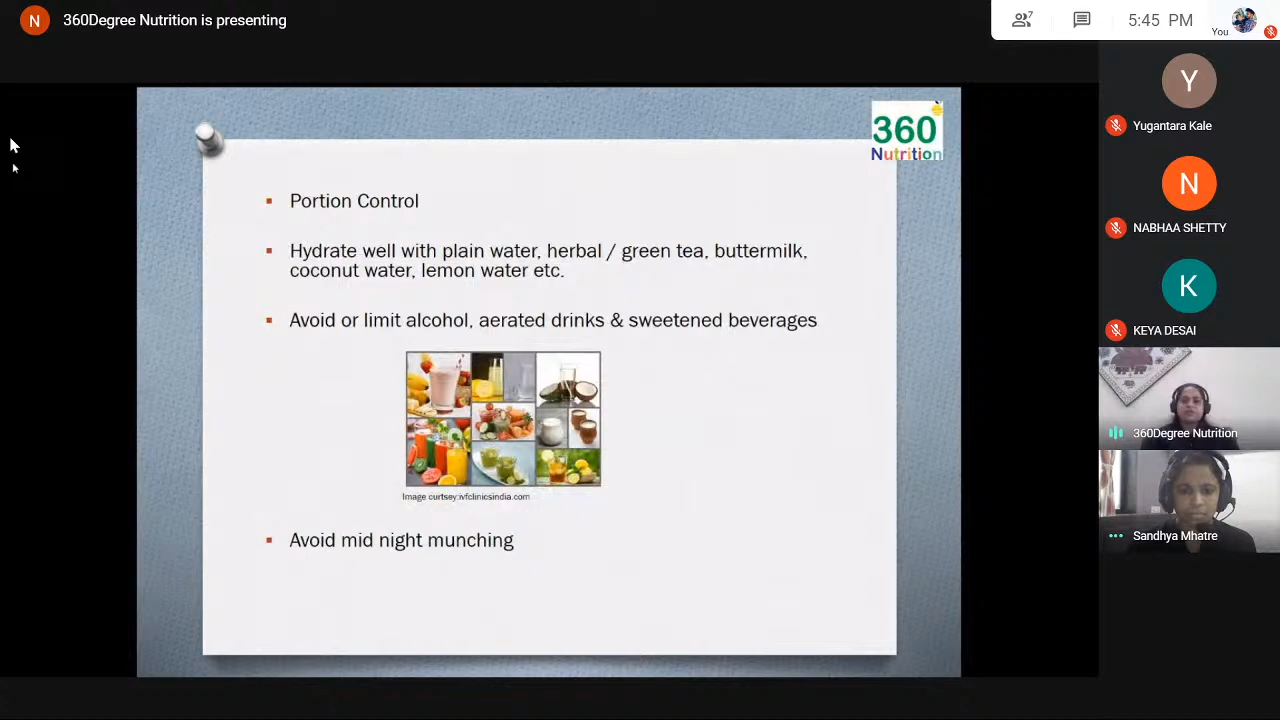 N
360Degree Nutrition is presenting
7
5:45 PM
You
360
Nutrition
Portion Control
Hydrate well with plain water, herbal / green tea, buttermilk,
coconut water, lemon water etc.
Avoid or limit alcohol, aerated drinks & sweetened beverages
Image curtsey:ivfclinicsindia.com
Avoid mid night munching
Y
Yugantara Kale
N
NABHAA SHETTY
K
KEYA DESAI
360Degree Nutrition
Sandhya Mhatre